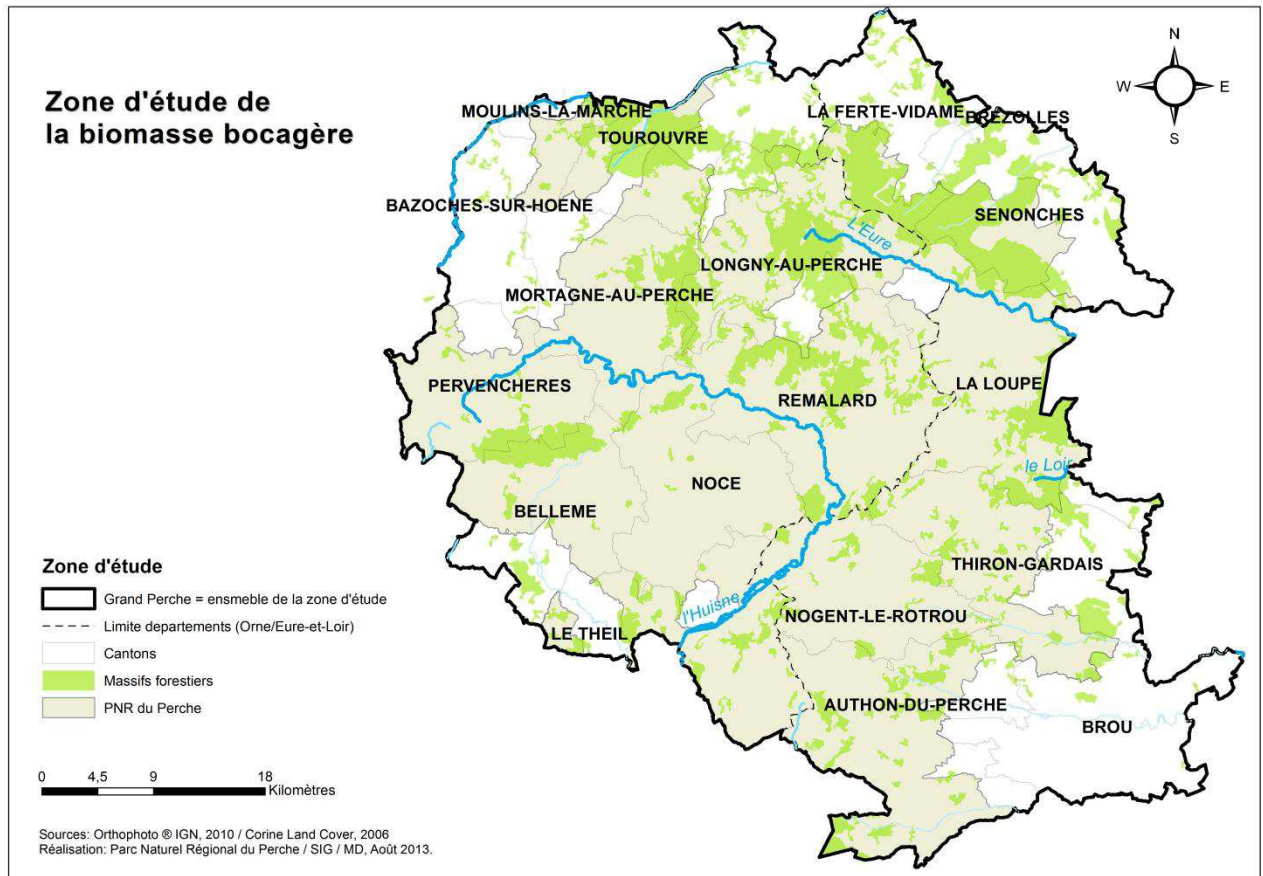 Zone d'étude de
la biomasse bocagère
N
W
E
S
MOULINS-LA-MARCHE
LA FERTE-VIDAME
BREZOLLES
TOUROUVRE
BAZOCHES-SUR-HOENE
SENONCHES
L'Eure
LONGNY-AU-PERCHE
MORTAGNE-AU-PERCHE
PERVENCHERES
REMALARD
LA LOUPE
le Loir
NOCE
BELLEME
THIRON-GARDAIS
l'Huisne
NOGENT-LE-ROTROU
LE THEIL
AUTHON-DU-PERCHE
BROU
Zone d'étude
Grand Perche = ensmeble de la zone d'étude
Limite departements (Orne/Eure-et-Loir)
Cantons
Massifs forestiers
PNR du Perche
0 4,5 9 18
Kilomètres
Sources: Orthophoto ® IGN, 2010 / Corine Land Cover, 2006
Réalisation: Parc Naturel Régional du Perche / SIG / MD, Août 2013.